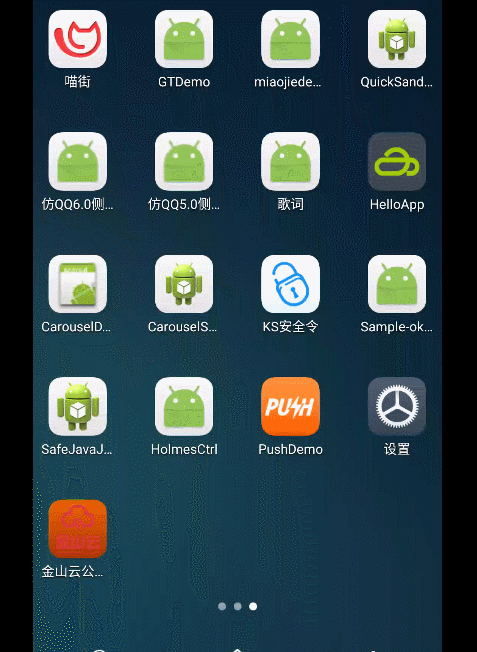 喵街
GTDemo
miaojiede...
QuickSand...
仿QQ6.0侧...
仿QQ5.0侧...
歌词
HelloApp
CarouselD...
CarouselS...
KS安全令
Sample-ok...
SafeJavaJ...
HolmesCtrl
PUSH
PushDemo
设置
金山云
金山云公...